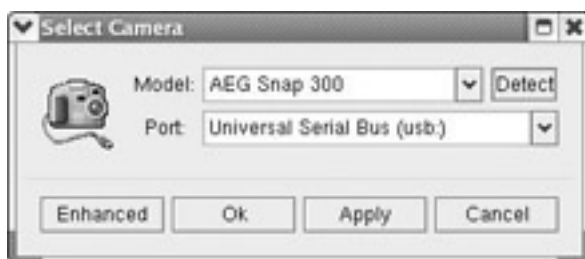 Select Camera
Model: AEG Snap 300 Detect
Port: Universal Serial Bus (usb:)
Enhanced Ok Apply Cancel